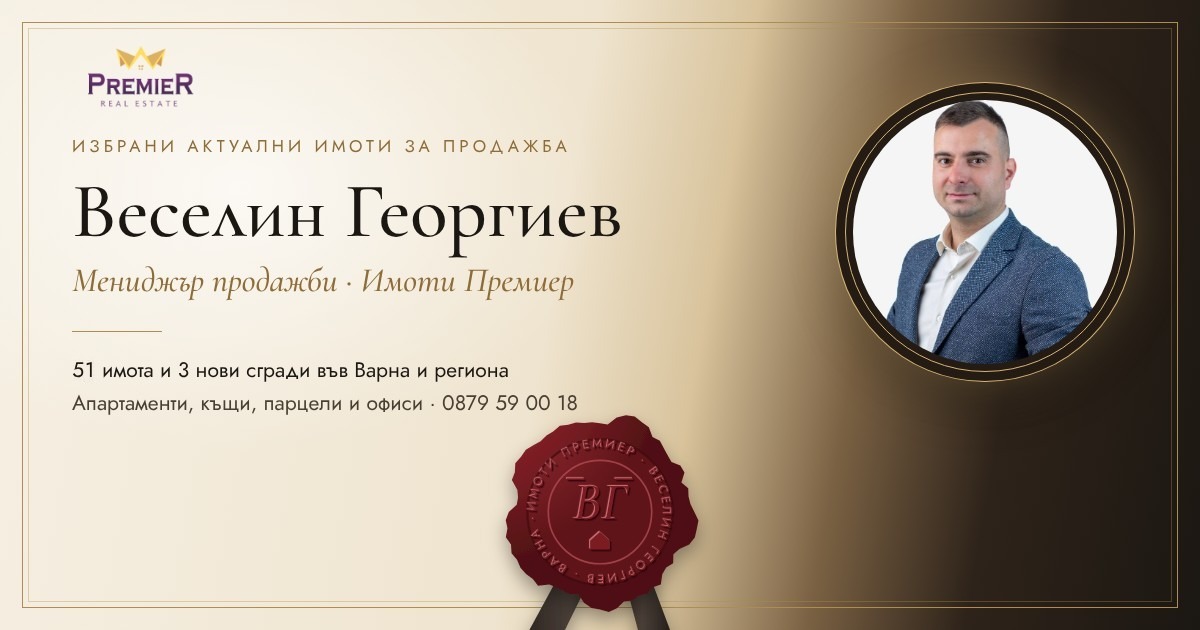 PREMIER
REAL ESTATE
ИЗБРАНИ АКТУАЛНИ ИМОТИ ЗА ПРОДАЖБА
Веселин Георгиев
Мениджър продажби · Имоти Премиер
51 имота и 3 нови сгради във Варна и региона
Апартаменти, къщи, парцели и офиси · 0879 59 00 18
ИМОТИ ПРЕМИЕР · ВЕСЕЛИН ГЕОРГИЕВ · ВАРНА ·
ВГ